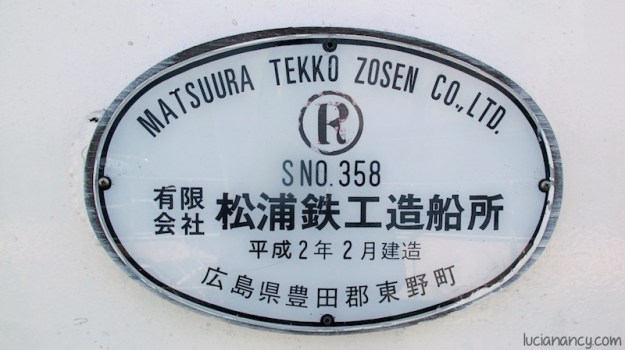 MATSUURA TEKKO ZOSEN CO.,LTD.
R
SNO.358
有限会社 松浦鉄工造船所
平成2年2月建造
広島県豊田郡東野町
lucianancy.com